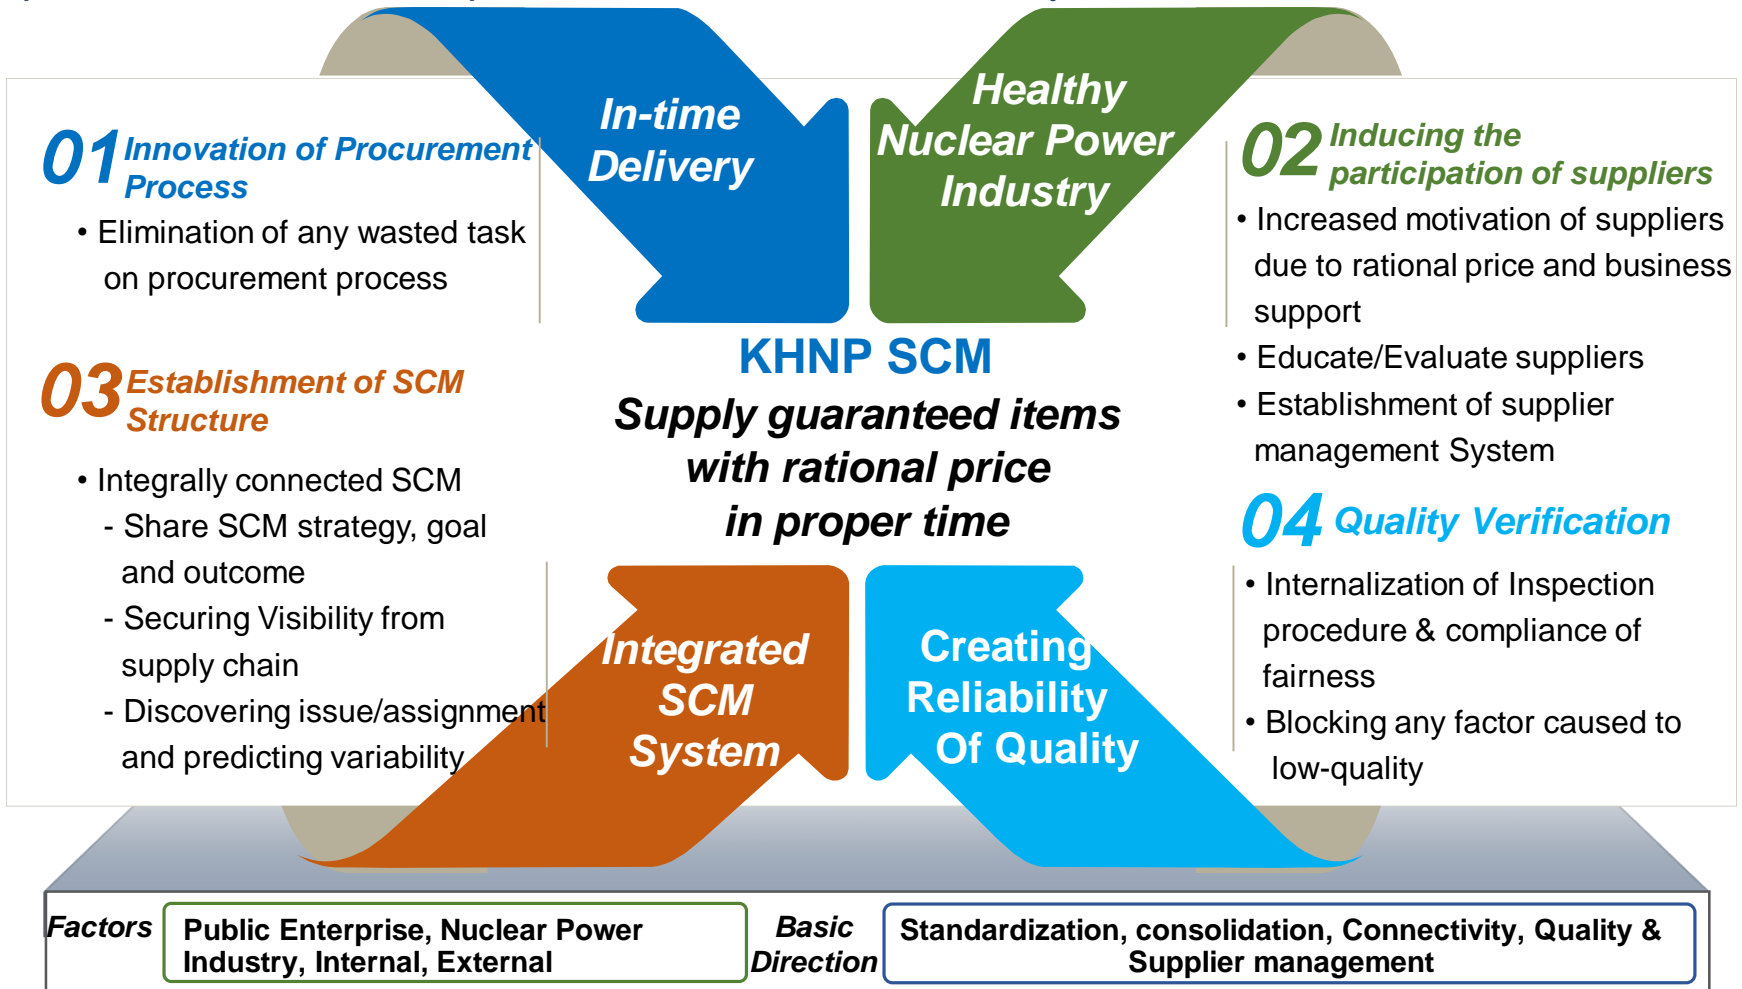 In-time
Delivery
Healthy
Nuclear Power
Industry
01 Innovation of Procurement
Process
• Elimination of any wasted task
on procurement process
02 Inducing the
participation of suppliers
• Increased motivation of suppliers
due to rational price and business
support
• Educate/Evaluate suppliers
• Establishment of supplier
management System
KHNP SCM
Supply guaranteed items
with rational price
in proper time
03 Establishment of SCM
Structure
• Integrally connected SCM
- Share SCM strategy, goal
and outcome
- Securing Visibility from
supply chain
- Discovering issue/assignment
and predicting variability
04 Quality Verification
• Internalization of Inspection
procedure & compliance of
fairness
• Blocking any factor caused to
low-quality
Integrated
SCM
System
Creating
Reliability
Of Quality
Factors
Public Enterprise, Nuclear Power
Industry, Internal, External
Basic
Direction
Standardization, consolidation, Connectivity, Quality &
Supplier management